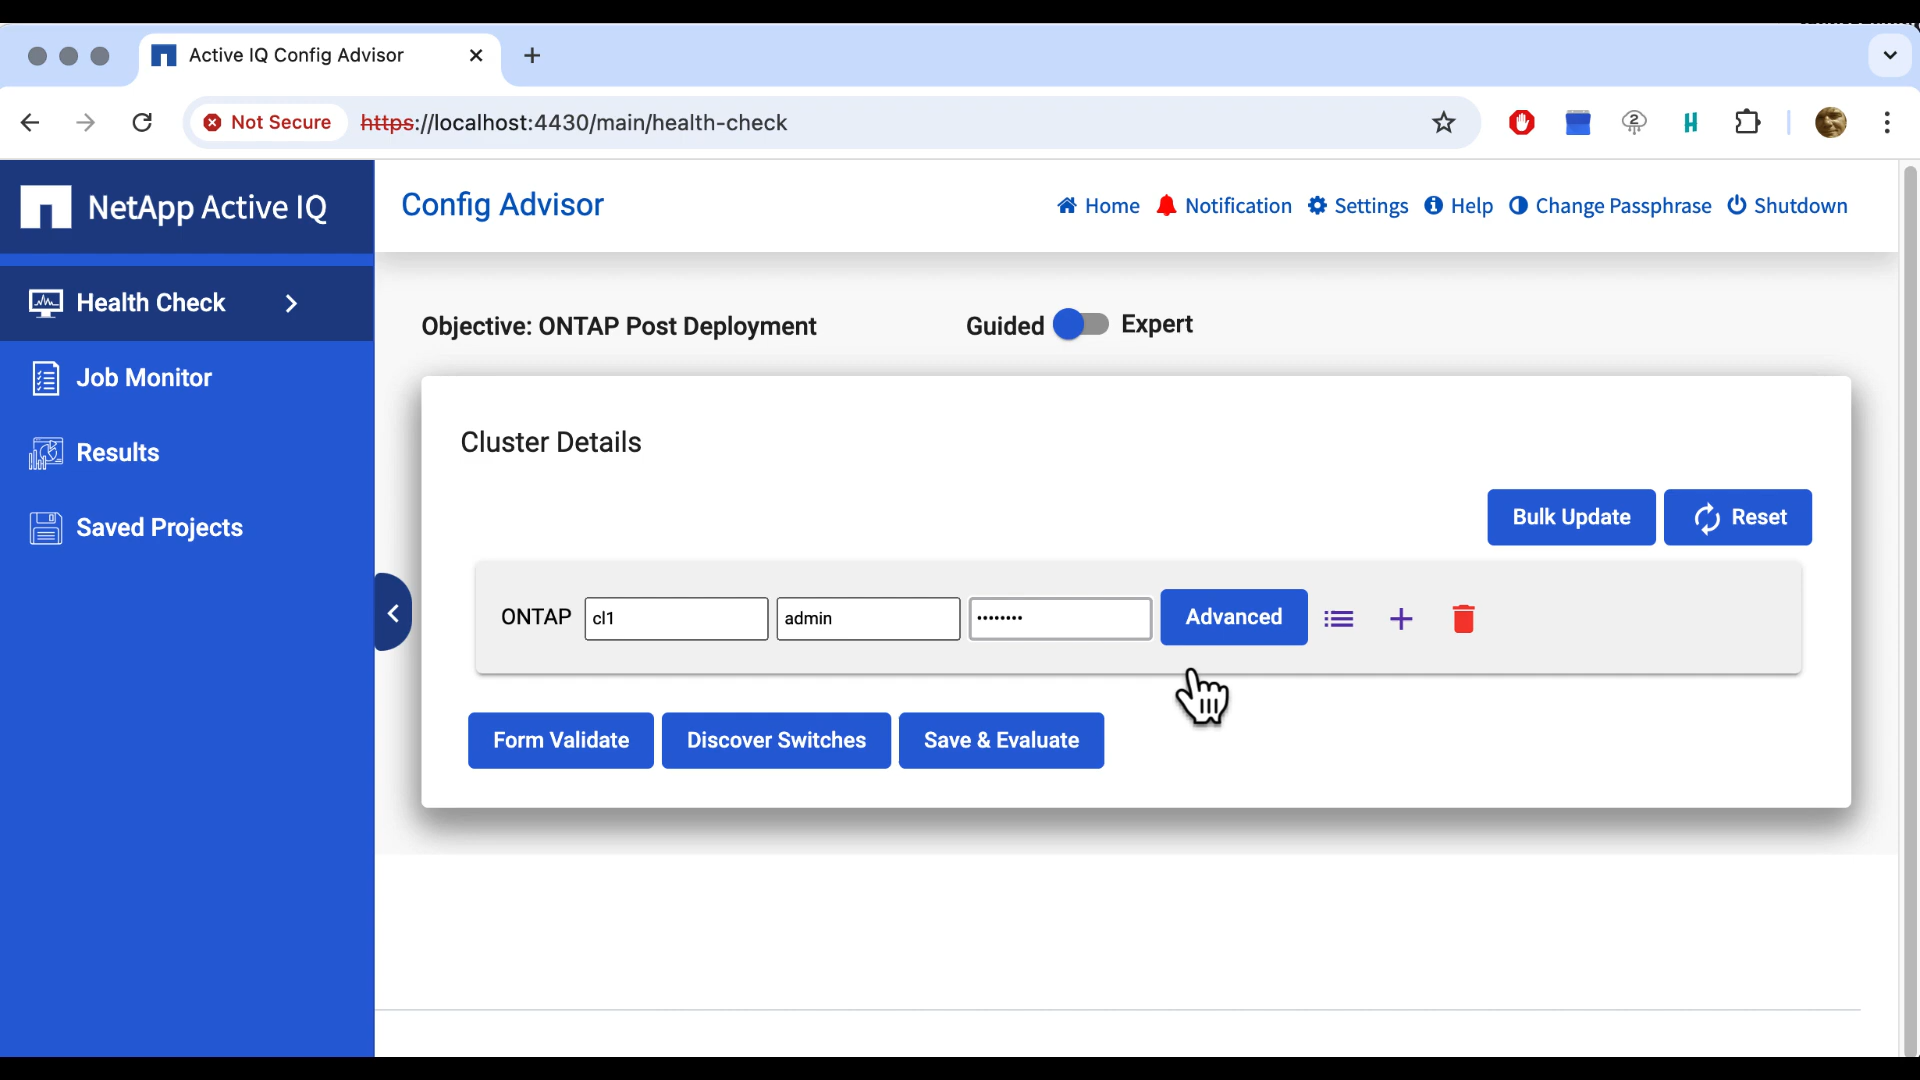 Active IQ Config Advisor
Not Secure https://localhost:4430/main/health-check
2
NetApp Active IQ
Config Advisor
Home Notification Settings Help Change Passphrase Shutdown
Health Check
Objective: ONTAP Post Deployment Guided Expert
Job Monitor
Cluster Details
Results
Bulk Update Reset
Saved Projects
ONTAP cl1 admin •••••••• Advanced
Form Validate Discover Switches Save & Evaluate